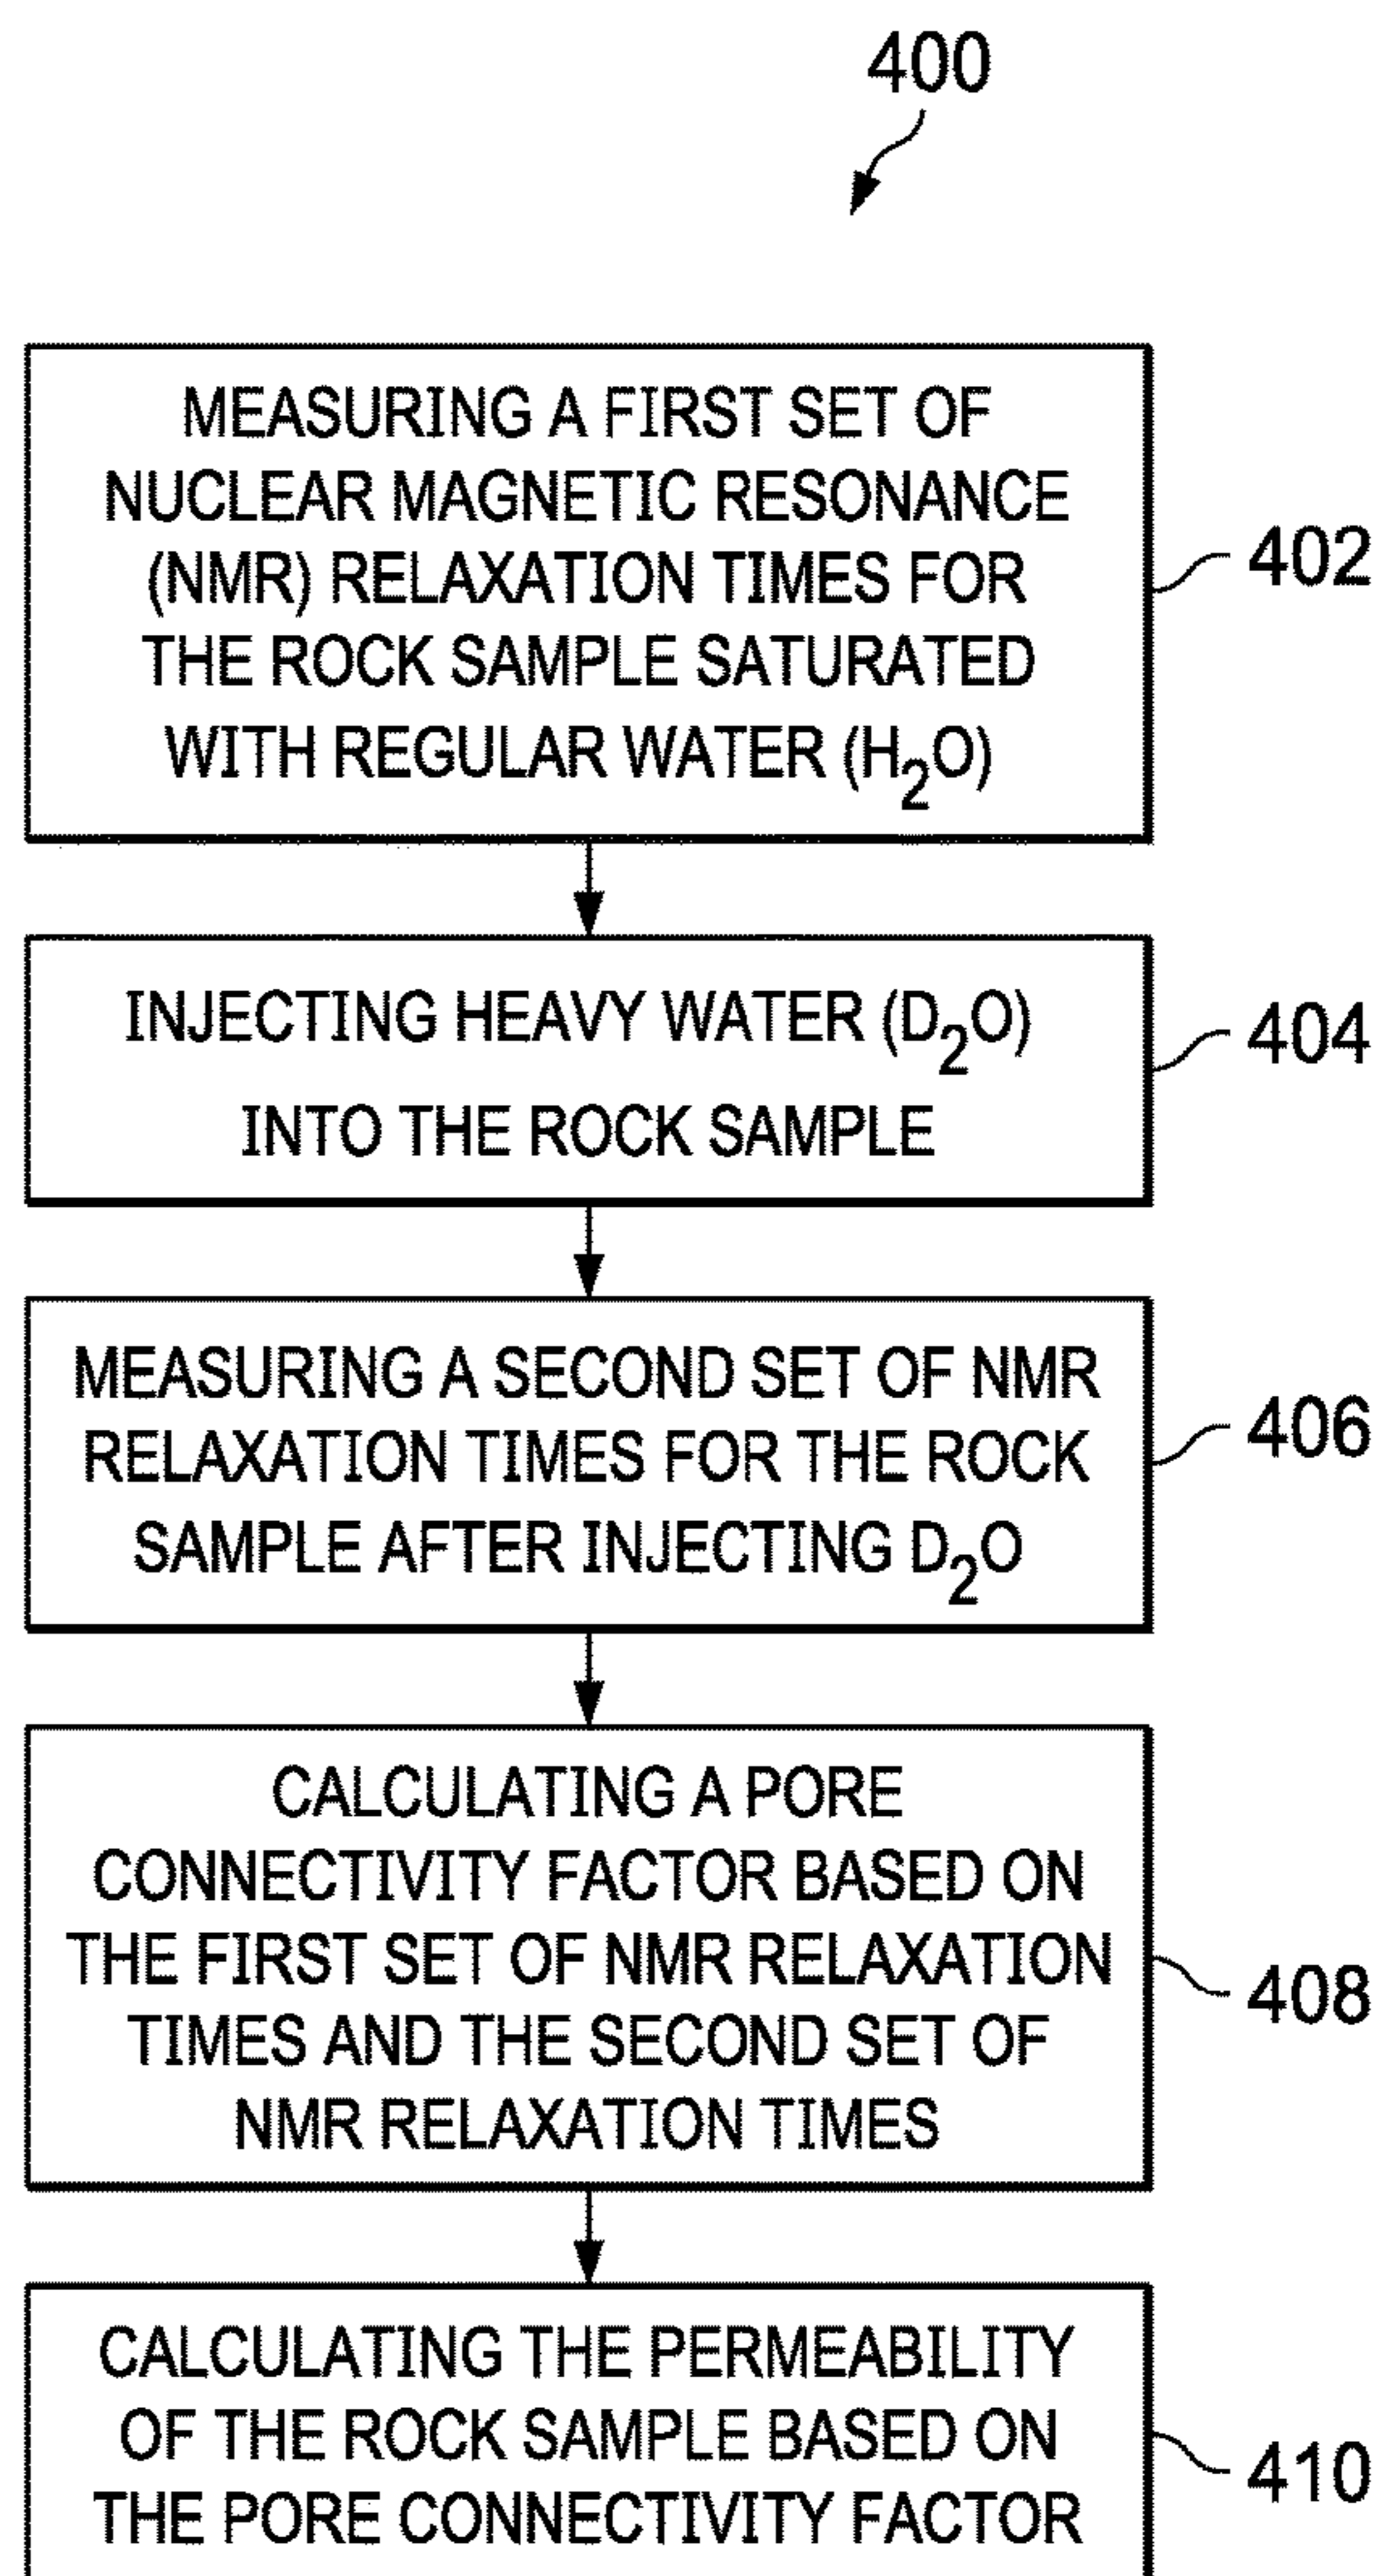 400
MEASURING A FIRST SET OF
NUCLEAR MAGNETIC RESONANCE
(NMR) RELAXATION TIMES FOR
THE ROCK SAMPLE SATURATED
WITH REGULAR WATER (H₂O)
402
INJECTING HEAVY WATER (D₂O)
INTO THE ROCK SAMPLE
404
MEASURING A SECOND SET OF NMR
RELAXATION TIMES FOR THE ROCK
SAMPLE AFTER INJECTING D₂O
406
CALCULATING A PORE
CONNECTIVITY FACTOR BASED ON
THE FIRST SET OF NMR RELAXATION
TIMES AND THE SECOND SET OF
NMR RELAXATION TIMES
408
CALCULATING THE PERMEABILITY
OF THE ROCK SAMPLE BASED ON
THE PORE CONNECTIVITY FACTOR
410